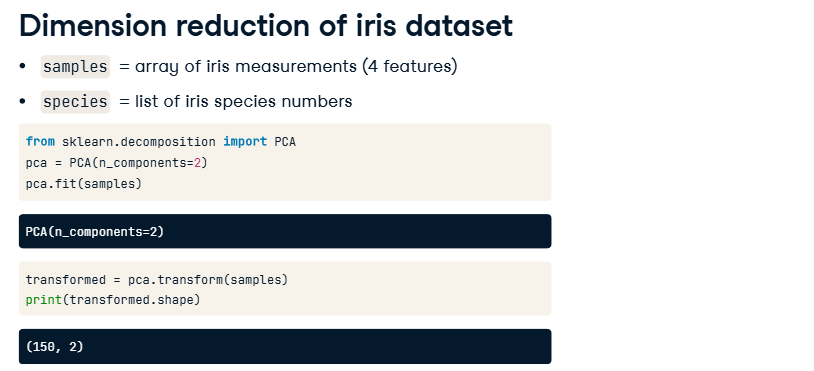 Dimension reduction of iris dataset
• samples = array of iris measurements (4 features)
• species = list of iris species numbers
from sklearn.decomposition import PCA
pca = PCA(n_components=2)
pca.fit(samples)
PCA(n_components=2)
transformed = pca.transform(samples)
print(transformed.shape)
(150, 2)